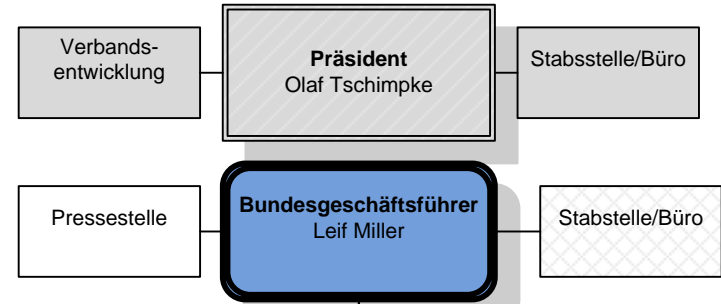 Verbands-
entwicklung
Präsident
Olaf Tschimpke
Stabsstelle/Büro
Pressestelle
Bundesgeschäftsführer
Leif Miller
Stabstelle/Büro